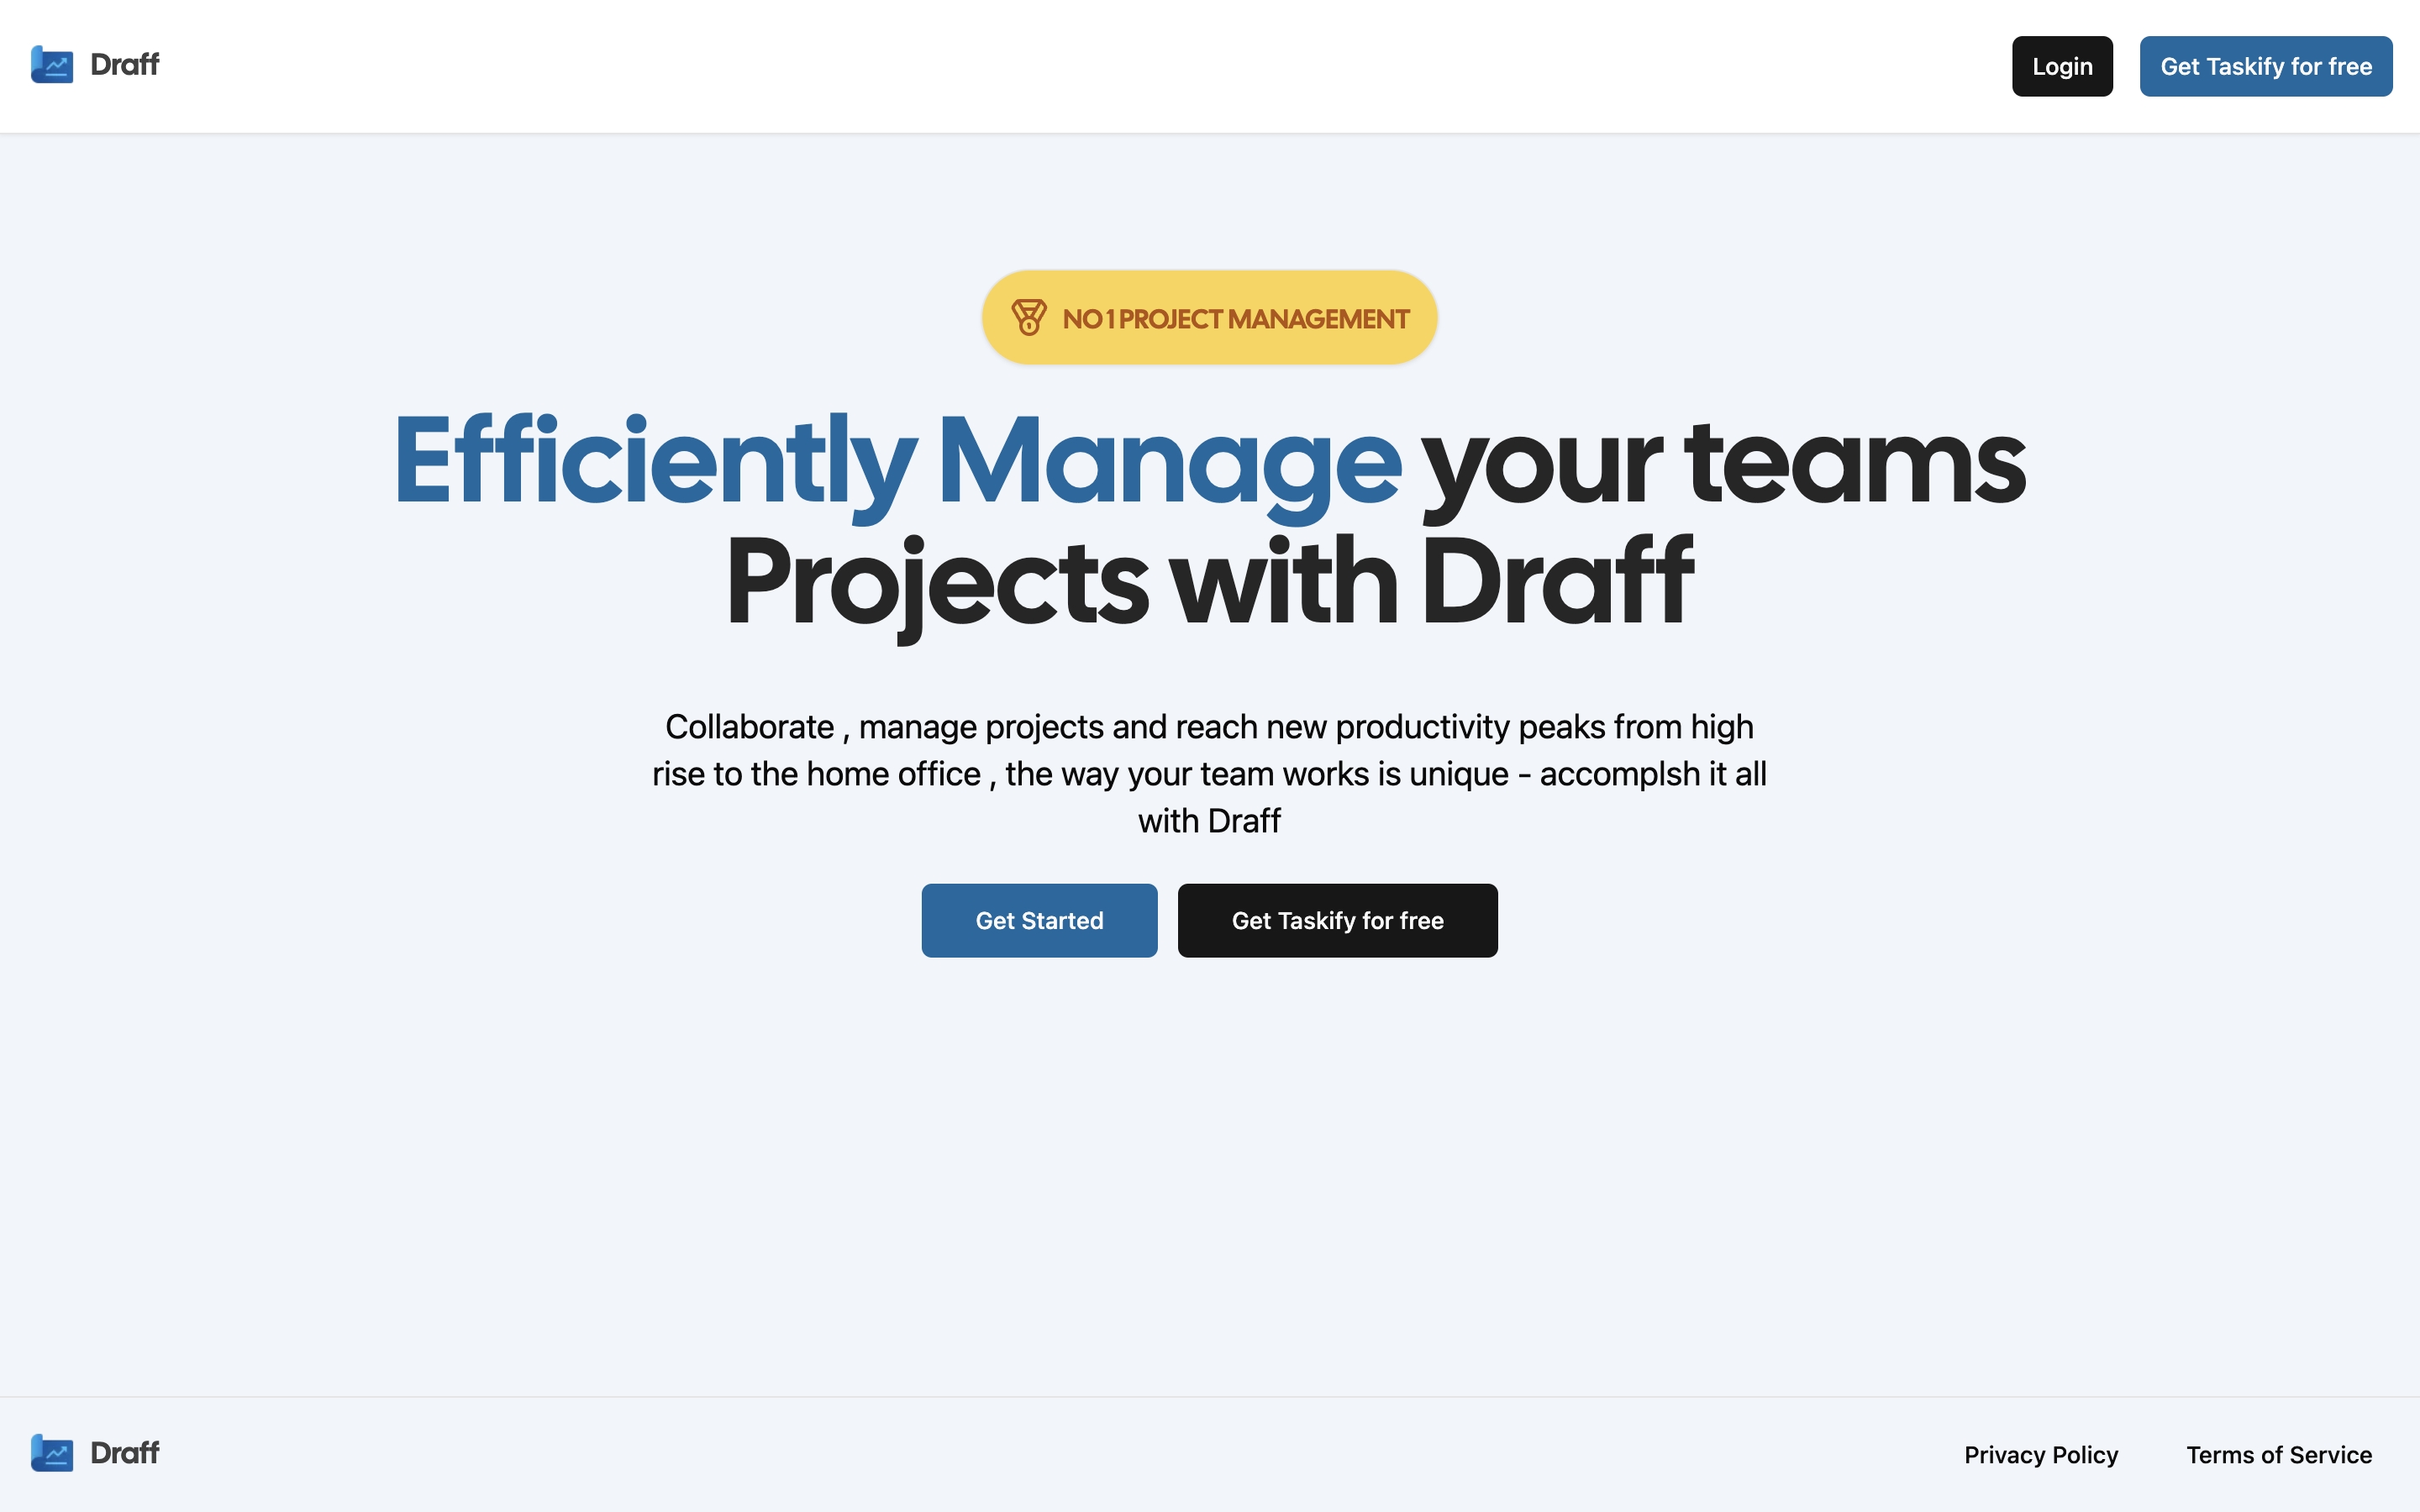 Draff
Login
Get Taskify for free
NO 1 PROJECT MANAGEMENT
Efficiently Manage your teams
Projects with Draff
Collaborate , manage projects and reach new productivity peaks from high
rise to the home office , the way your team works is unique - accomplsh it all
with Draff
Get Started
Get Taskify for free
Draff
Privacy Policy
Terms of Service